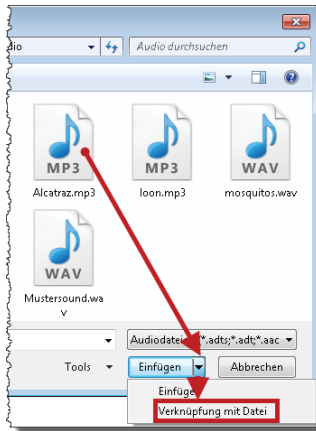 dio
Audio durchsuchen
MP3
MP3
WAV
Alcatraz.mp3
loon.mp3
mosquitos.wav
WAV
Mustersound.wa
v
Audiodatei (*.adts;*.adt;*.aac
Tools
Einfügen
Abbrechen
Einfüge
Verknüpfung mit Datei